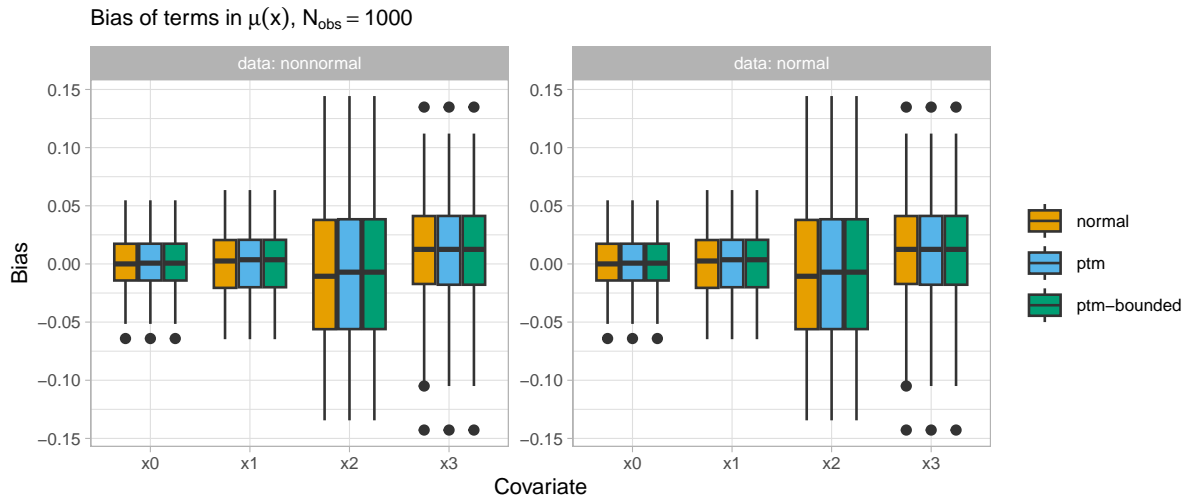 Bias of terms in μ(x), N_obs = 1000
data: nonnormal
data: normal
0.15
0.10
0.05
0.00
−0.05
−0.10
−0.15
0.15
0.10
0.05
0.00
−0.05
−0.10
−0.15
Bias
x0 x1 x2 x3
x0 x1 x2 x3
Covariate
normal
ptm
ptm−bounded